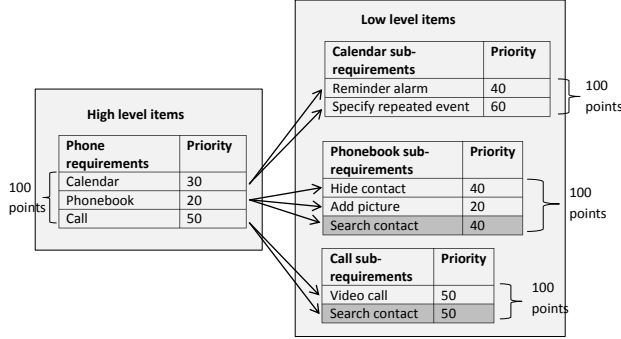 Low level items
Calendar sub-
requirements
Priority
Reminder alarm 40
Specify repeated event 60
100
points
High level items
Phone
requirements
Priority
Calendar 30
Phonebook 20
Call 50
100
points
Phonebook sub-
requirements
Priority
Hide contact 40
Add picture 20
Search contact 40
100
points
Call sub-
requirements
Priority
Video call 50
Search contact 50
100
points